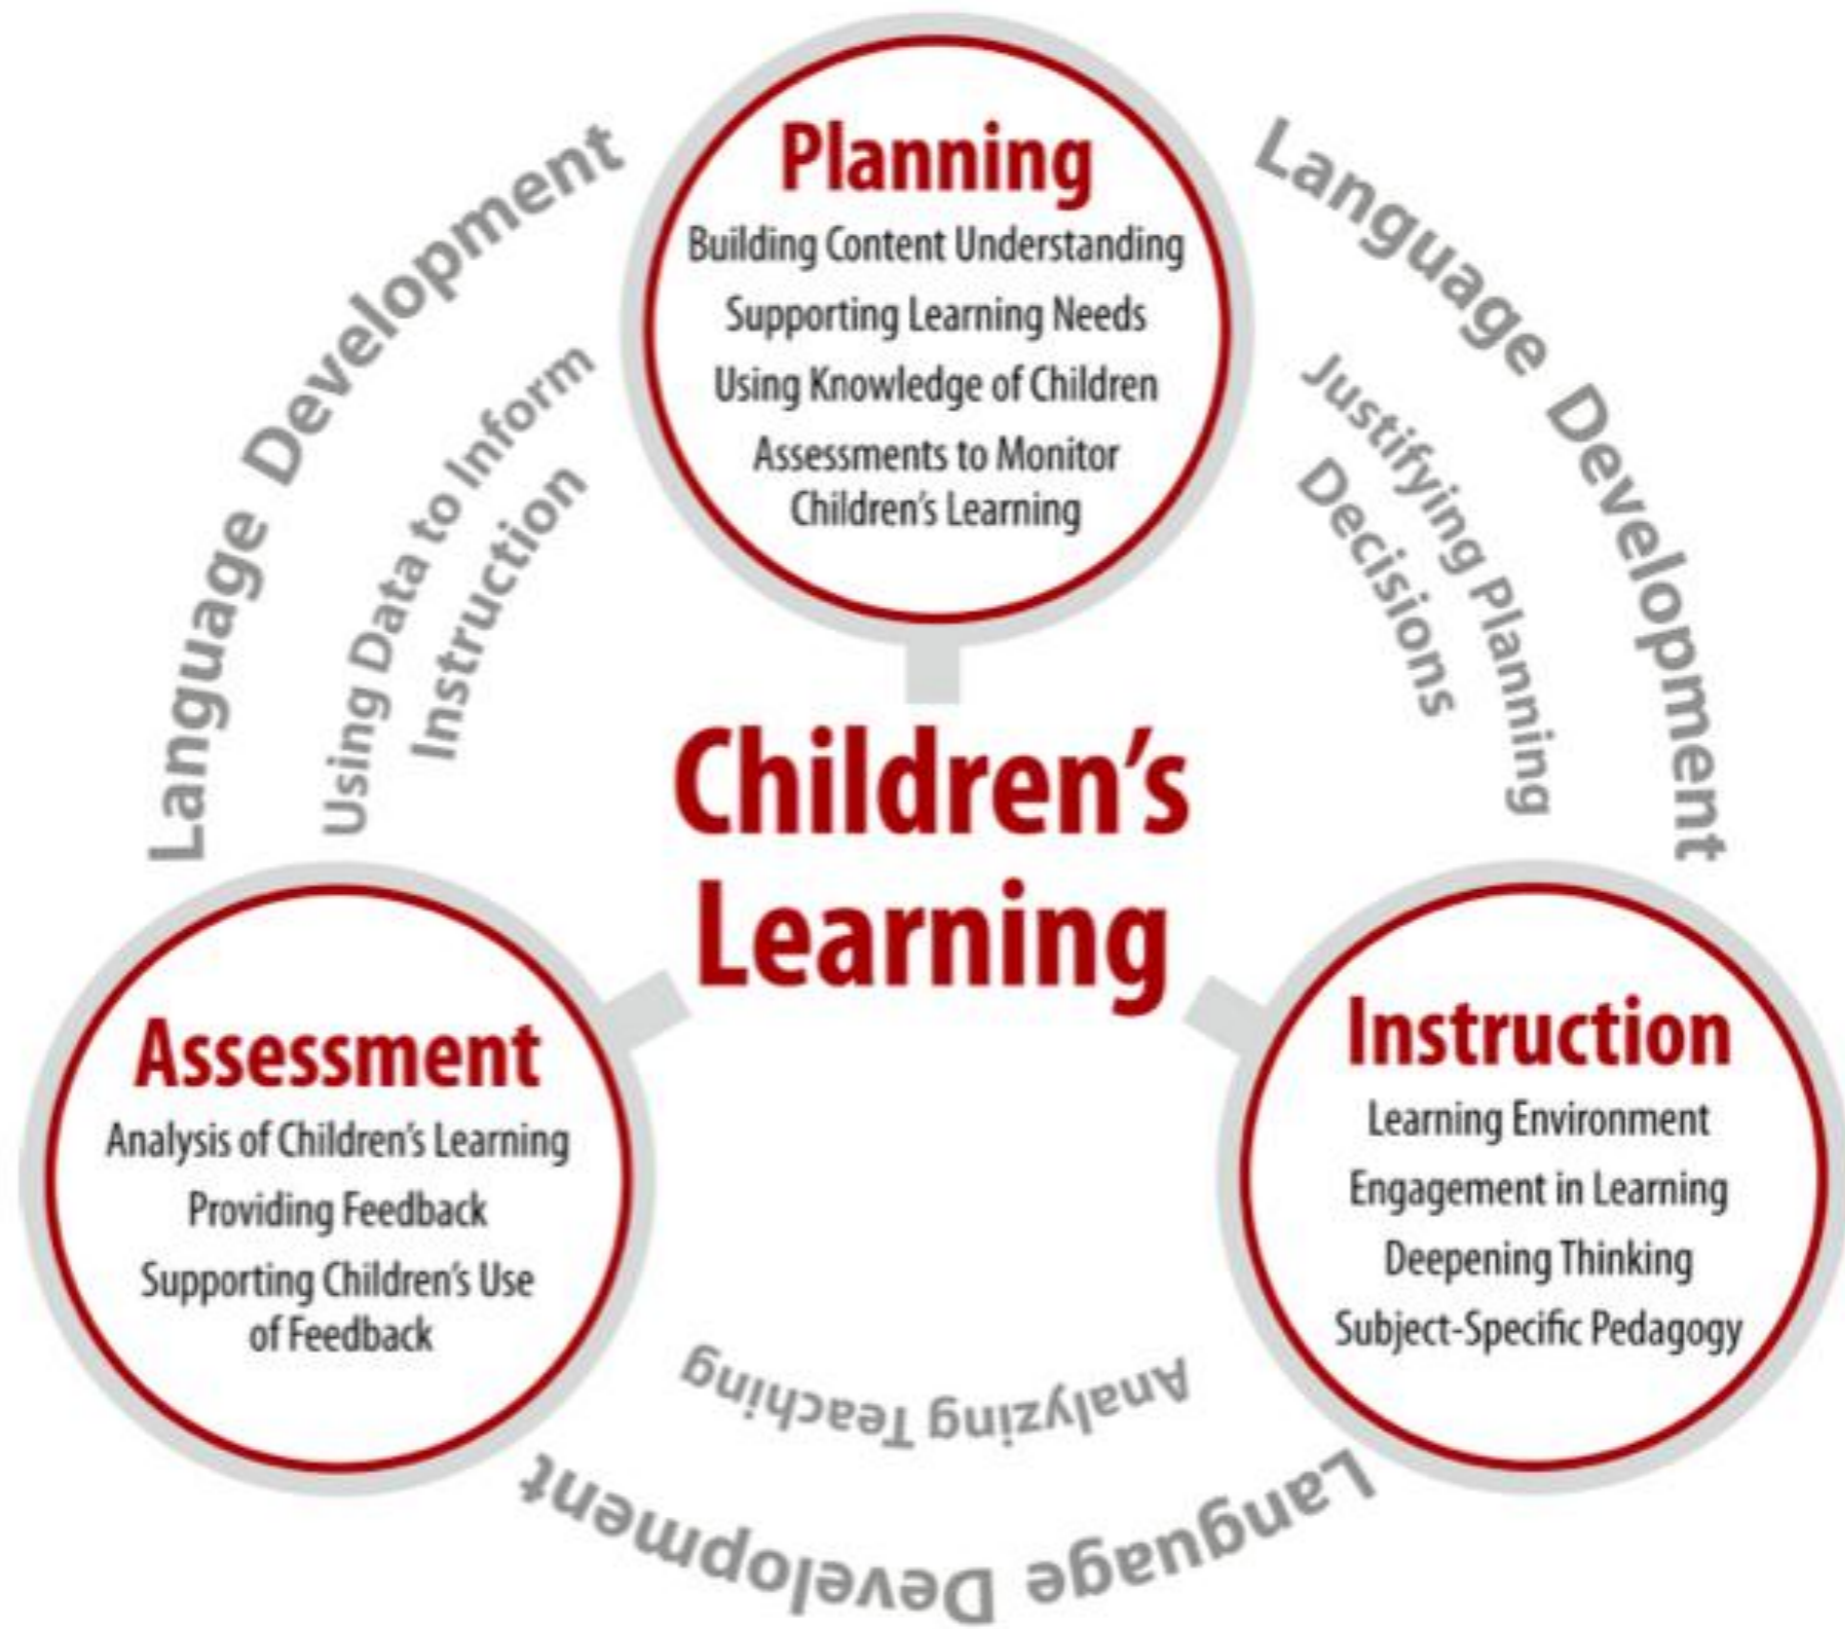 Planning
Building Content Understanding
Supporting Learning Needs
Using Knowledge of Children
Assessments to Monitor
Children's Learning
Language Development
Using Data to Inform
Instruction
Language Development
Justifying Planning
Decisions
Children's
Learning
Assessment
Analysis of Children's Learning
Providing Feedback
Supporting Children's Use
of Feedback
Instruction
Learning Environment
Engagement in Learning
Deepening Thinking
Subject-Specific Pedagogy
Analyzing Teaching
Language Development